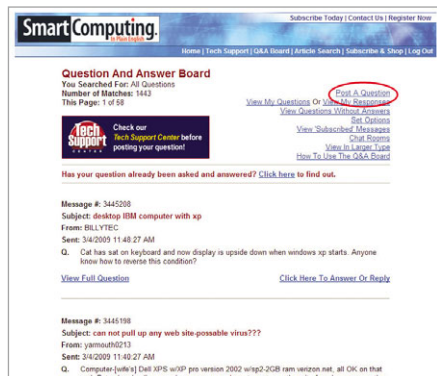 Smart Computing.
In Plain English
Subscribe Today | Contact Us | Register Now
Home | Tech Support | Q&A Board | Article Search | Subscribe & Shop | Log Out
Question And Answer Board
You Searched For: All Questions
Number of Matches: 1443
This Page: 1 of 58
Post A Question
View My Questions Or View My Responses
View Questions Without Answers
Set Options
View 'Subscribed' Messages
Chat Rooms
View In Larger Type
How To Use The Q&A Board
Tech
Support
CENTER
Check our
Tech Support Center before
posting your question!
Has your question already been asked and answered? Click here to find out.
Message #: 3445208
Subject: desktop IBM computer with xp
From: BILLYTEC
Sent: 3/4/2009 11:48:27 AM
Q. Cat has sat on keyboard and now display is upside down when windows xp starts. Anyone
know how to reverse this condition?
View Full Question
Click Here To Answer Or Reply
Message #: 3445198
Subject: can not pull up any web site-possable virus???
From: yarmouth0213
Sent: 3/4/2009 11:40:27 AM
Q. Computer-[wife's] Dell XPS w/XP pro version 2002 w/sp2-2GB ram verizon.net, all OK on that